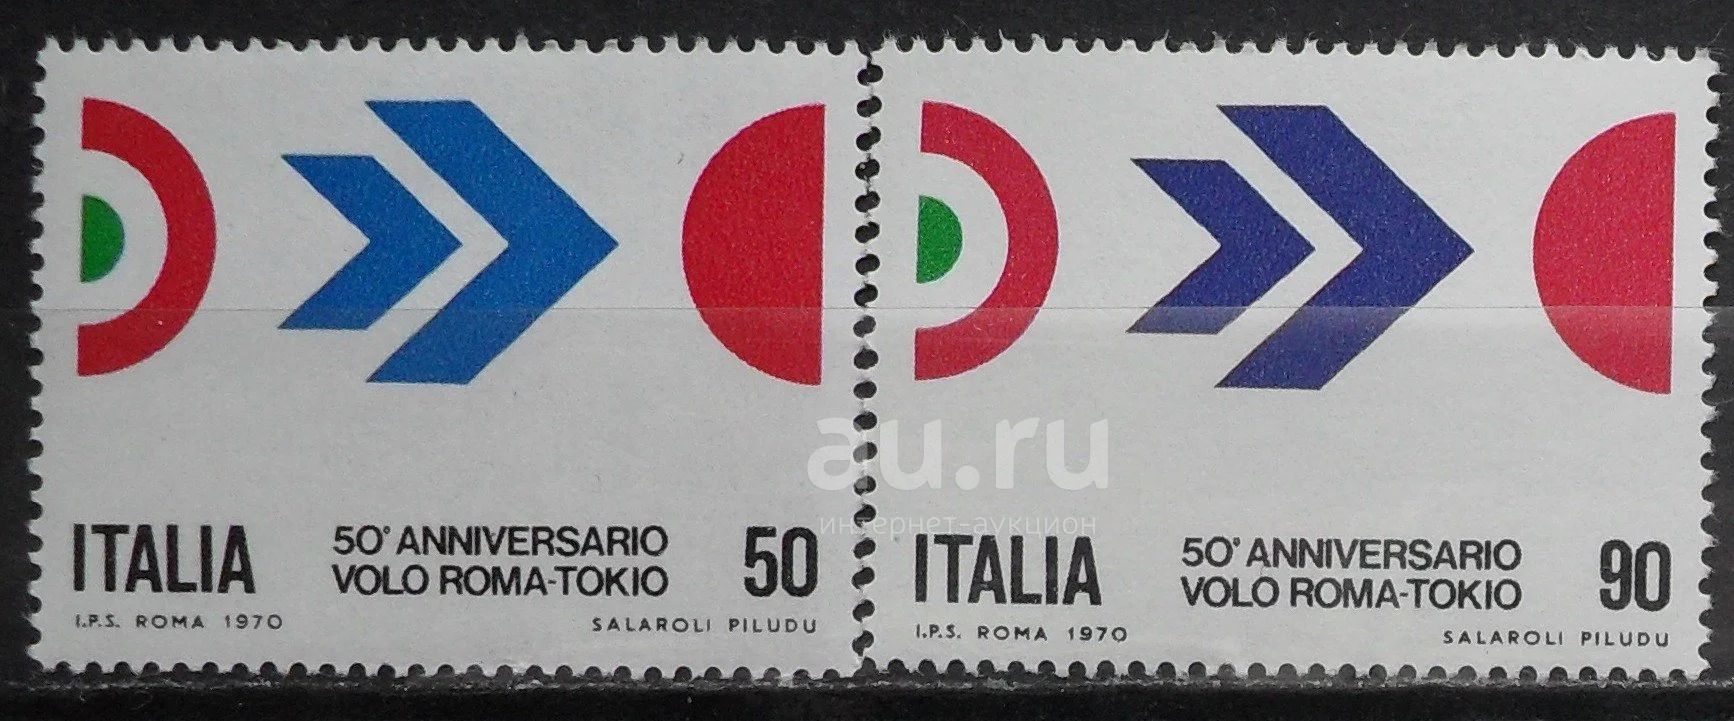 ITALIA
50° ANNIVERSARIO
VOLO ROMA-TOKIO
50
I.P.S. ROMA 1970
SALAROLI PILUDU
ITALIA
50° ANNIVERSARIO
VOLO ROMA-TOKIO
90
I.P.S. ROMA 1970
SALAROLI PILUDU
au.ru
интернет-аукцион